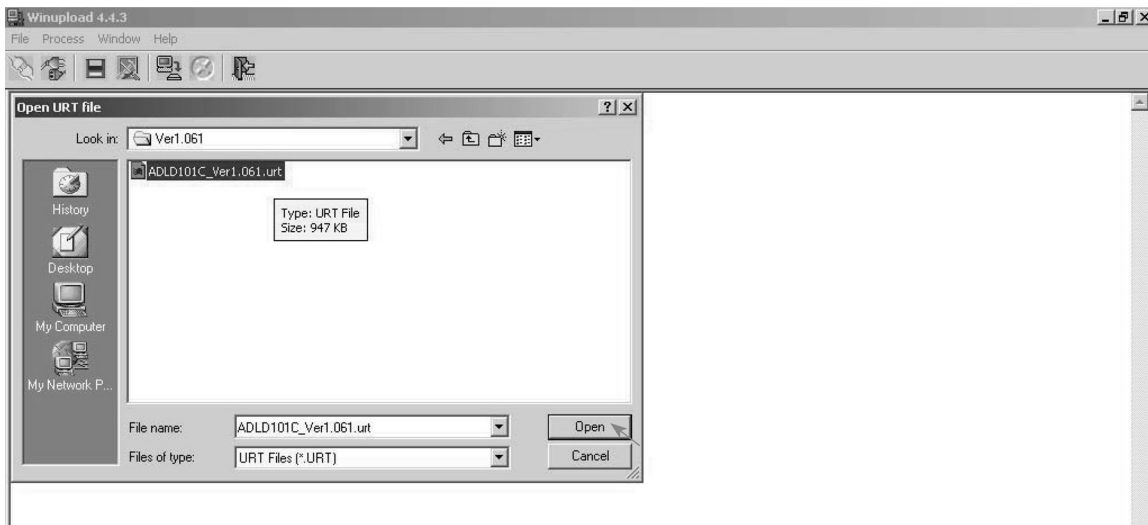 Winupload 4.4.3
File Process Window Help
Open URT file
Look in: Ver1.061
ADLD101C_Ver1.061.urt
Type: URT File
Size: 947 KB
History
Desktop
My Computer
My Network P...
File name: ADLD101C_Ver1.061.urt Open
Files of type: URT Files (*.URT) Cancel